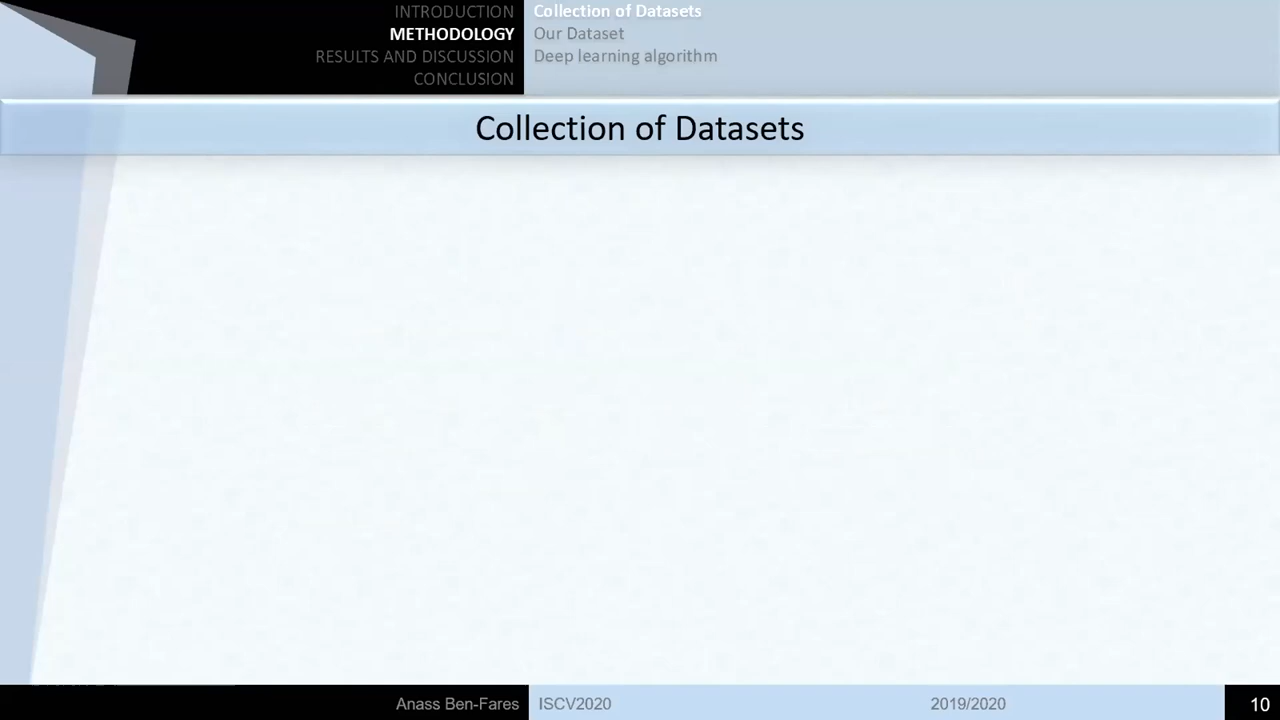 INTRODUCTION
METHODOLOGY
RESULTS AND DISCUSSION
CONCLUSION
Collection of Datasets
Our Dataset
Deep learning algorithm
Collection of Datasets
Anass Ben-Fares
ISCV2020
2019/2020
10